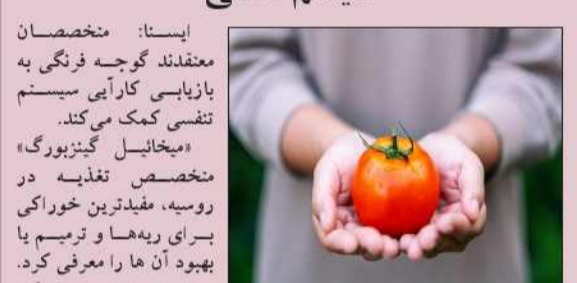 ایسنا: متخصصان
معتقدند گوجه فرنگی به
بازیابی کارآیی سیستم
تنفسی کمک می‌کند.
«میخائیل گینزبورگ»
متخصص تغذیه در
روسیه، مفیدترین خوراکی
برای ریه‌ها و ترمیم یا
بهبود آن ها را معرفی کرد.